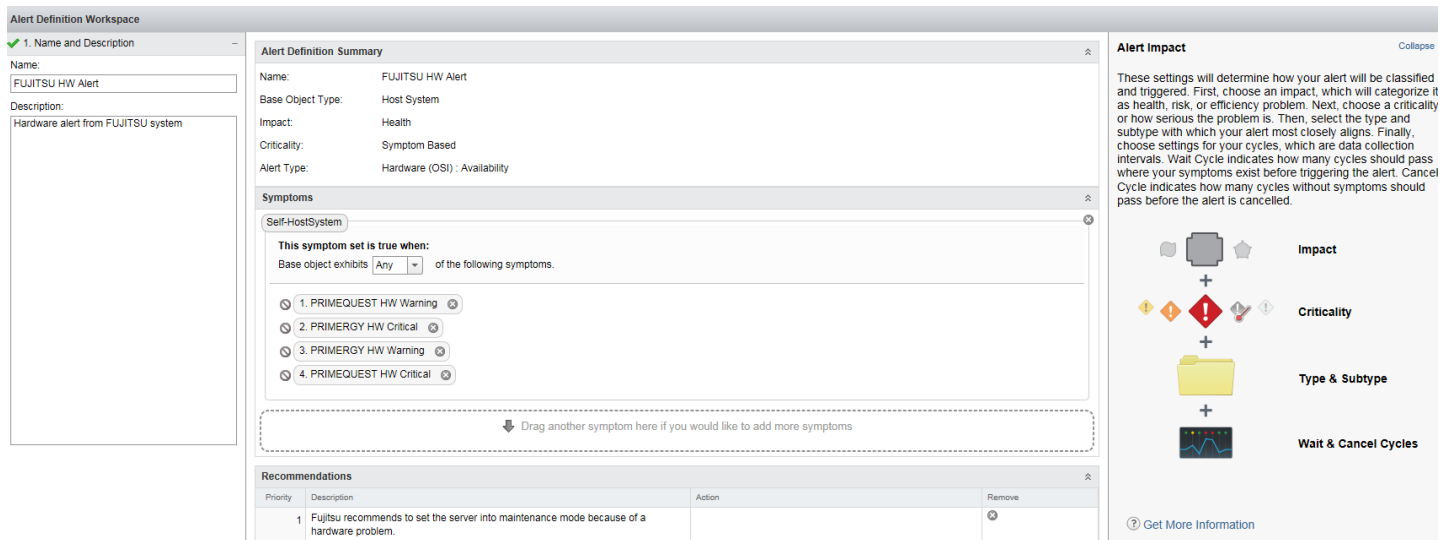 Alert Definition Workspace
1. Name and Description
Name:
FUJITSU HW Alert
Description:
Hardware alert from FUJITSU system
Alert Definition Summary
Name: FUJITSU HW Alert
Base Object Type: Host System
Impact: Health
Criticality: Symptom Based
Alert Type: Hardware (OSI) : Availability
Symptoms
Self-HostSystem
This symptom set is true when:
Base object exhibits Any of the following symptoms.
1. PRIMEQUEST HW Warning
2. PRIMERGY HW Critical
3. PRIMERGY HW Warning
4. PRIMEQUEST HW Critical
Drag another symptom here if you would like to add more symptoms
Recommendations
Priority Description Action Remove
1 Fujitsu recommends to set the server into maintenance mode because of a
hardware problem.
Alert Impact Collapse
These settings will determine how your alert will be classified
and triggered. First, choose an impact, which will categorize it
as health, risk, or efficiency problem. Next, choose a criticality
or how serious the problem is. Then, select the type and
subtype with which your alert most closely aligns. Finally,
choose settings for your cycles, which are data collection
intervals. Wait Cycle indicates how many cycles should pass
where your symptoms exist before triggering the alert. Cancel
Cycle indicates how many cycles without symptoms should
pass before the alert is cancelled.
Impact
Criticality
Type & Subtype
Wait & Cancel Cycles
Get More Information